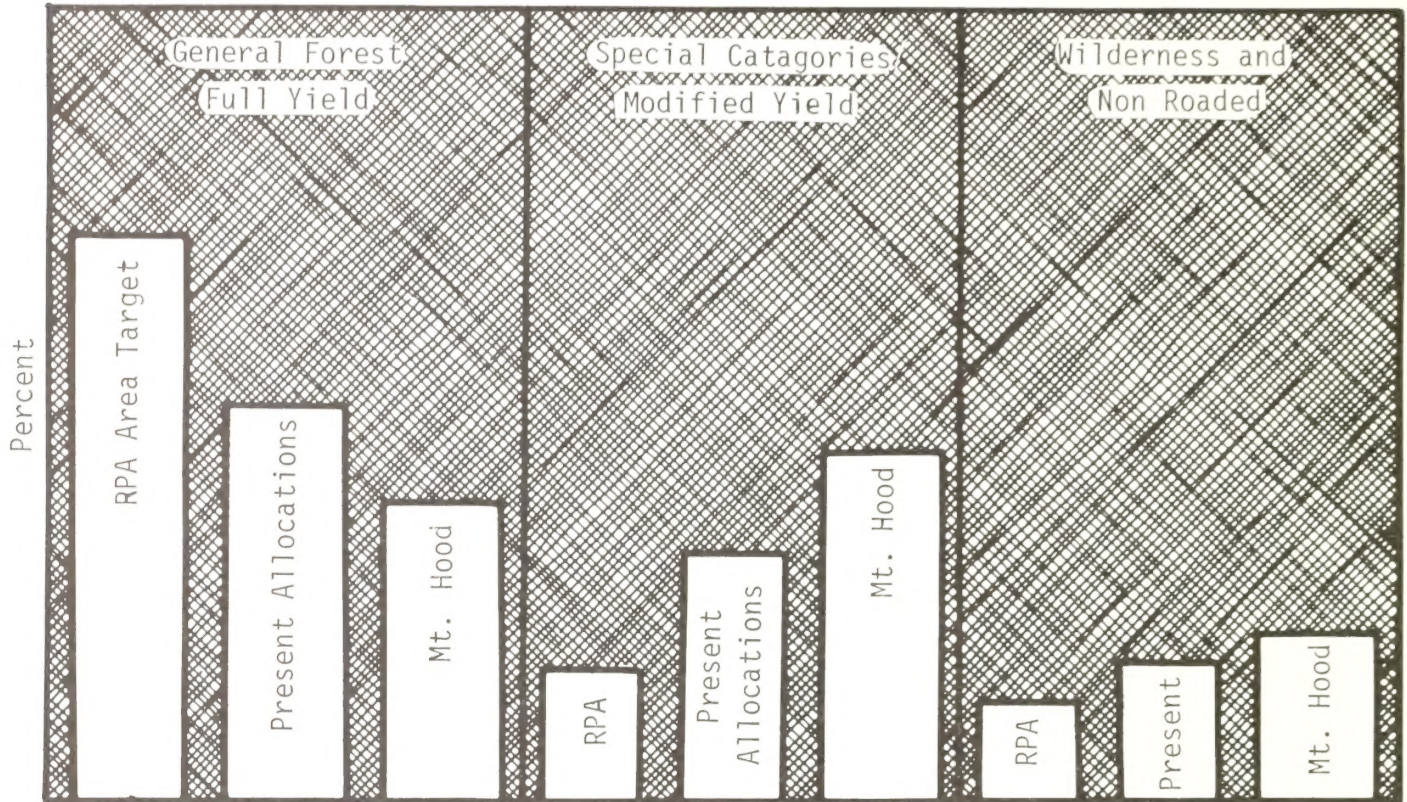 General Forest
Full Yield
Special Catagories
Modified Yield
Wilderness and
Non Roaded
Percent
RPA Area Target
Present Allocations
Mt. Hood
RPA
Present
Allocations
Mt. Hood
RPA
Present
Mt. Hood